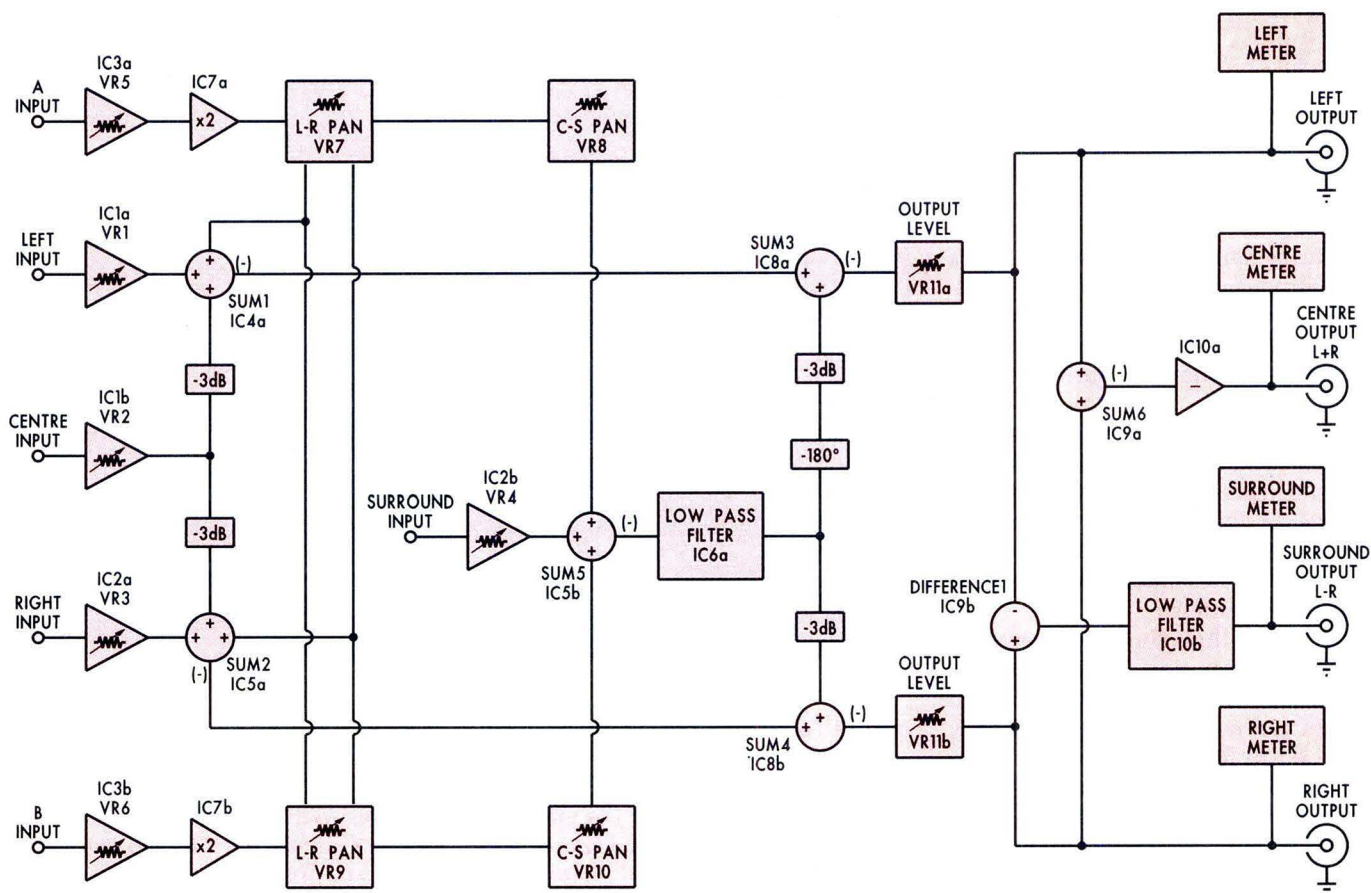 A
INPUT
IC3a
VR5
IC7a
x2
L-R PAN
VR7
C-S PAN
VR8
LEFT
INPUT
IC1a
VR1
+
+
+
(-)
SUM1
IC4a
-3dB
CENTRE
INPUT
IC1b
VR2
-3dB
RIGHT
INPUT
IC2a
VR3
+
+
+
(-)
SUM2
IC5a
B
INPUT
IC3b
VR6
IC7b
x2
L-R PAN
VR9
C-S PAN
VR10
SURROUND
INPUT
IC2b
VR4
+
+
+
(-)
SUM5
IC5b
LOW PASS
FILTER
IC6a
SUM3
IC8a
+
+
(-)
-3dB
-180°
-3dB
+
+
(-)
SUM4
IC8b
OUTPUT
LEVEL
VR11a
OUTPUT
LEVEL
VR11b
DIFFERENCE1
IC9b
-
+
+
+
(-)
SUM6
IC9a
IC10a
-
LOW PASS
FILTER
IC10b
LEFT
METER
LEFT
OUTPUT
CENTRE
METER
CENTRE
OUTPUT
L+R
SURROUND
METER
SURROUND
OUTPUT
L-R
RIGHT
METER
RIGHT
OUTPUT